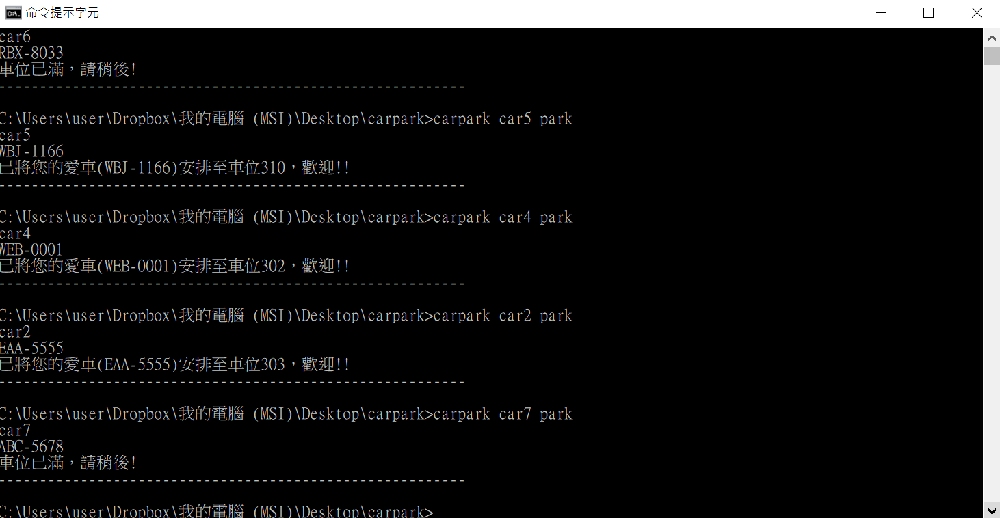 命令提示字元
car6
RBX-8033
車位已滿，請稍後!
---------------------------------------------------------
C:\Users\user\Dropbox\我的電腦 (MSI)\Desktop\carpark>carpark car5 park
car5
WBJ-1166
已將您的愛車(WBJ-1166)安排至車位310，歡迎!!
---------------------------------------------------------
C:\Users\user\Dropbox\我的電腦 (MSI)\Desktop\carpark>carpark car4 park
car4
WEB-0001
已將您的愛車(WEB-0001)安排至車位302，歡迎!!
---------------------------------------------------------
C:\Users\user\Dropbox\我的電腦 (MSI)\Desktop\carpark>carpark car2 park
car2
EAA-5555
已將您的愛車(EAA-5555)安排至車位303，歡迎!!
---------------------------------------------------------
C:\Users\user\Dropbox\我的電腦 (MSI)\Desktop\carpark>carpark car7 park
car7
ABC-5678
車位已滿，請稍後!
---------------------------------------------------------
C:\Users\user\Dropbox\我的電腦 (MSI)\Desktop\carpark>